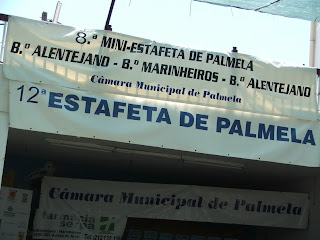 8.ª MINI-ESTAFETA DE PALMELA
B.º ALENTEJANO - B.º MARINHEIROS - B.º ALENTEJANO
Câmara Municipal de Palmela
12ª ESTAFETA DE PALMELA
Câmara Municipal de Palmela